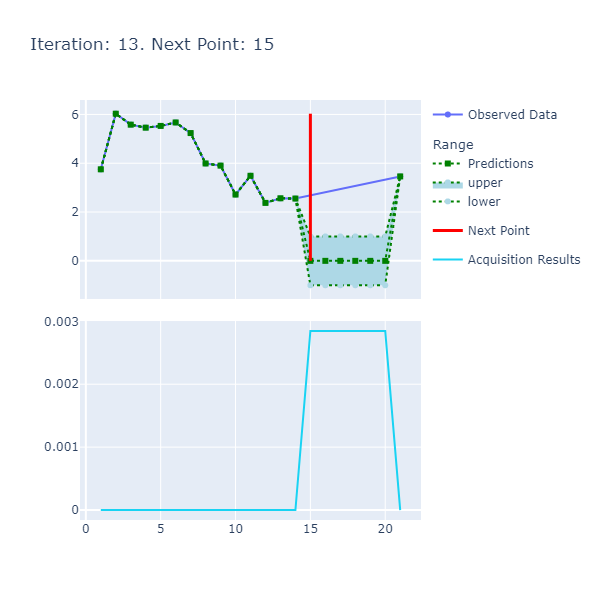 Iteration: 13. Next Point: 15
6
4
2
0
Observed Data
Range
Predictions
upper
lower
Next Point
Acquisition Results
0.003
0.002
0.001
0
0 5 10 15 20